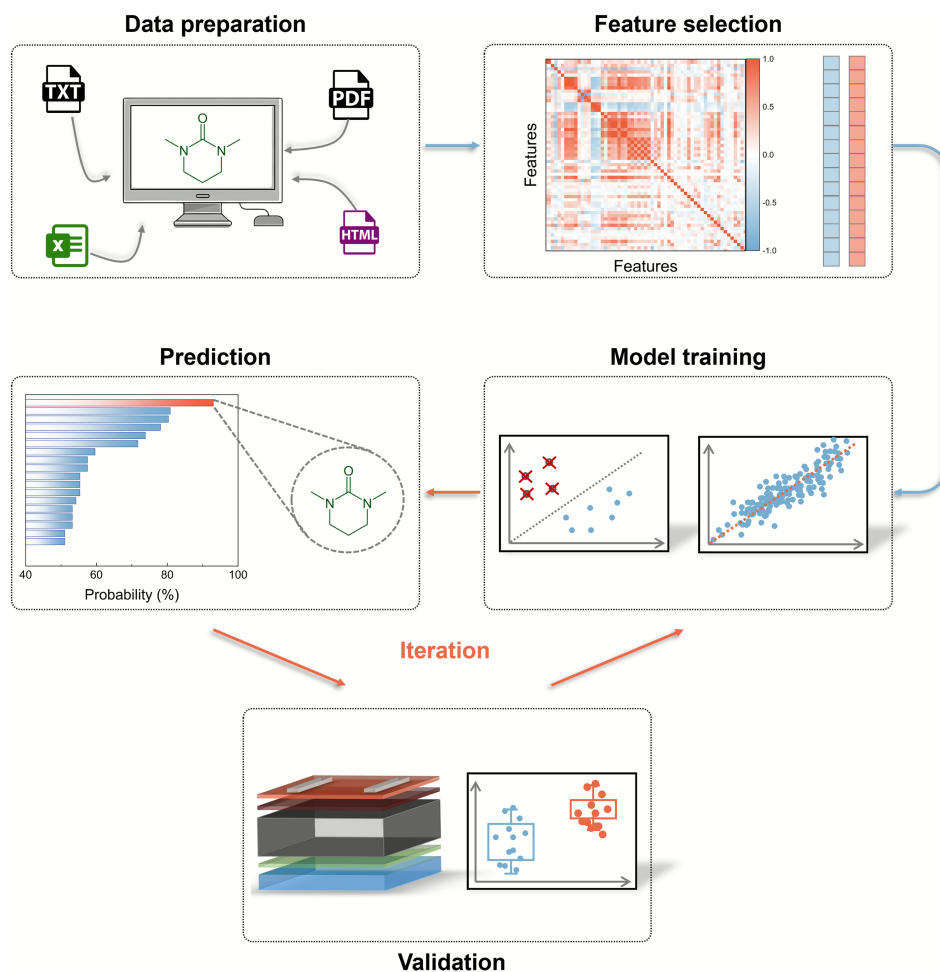 Data preparation
TXT
PDF
O
N
N
X
HTML
Feature selection
Features
1.0
0.5
0.0
-0.5
-1.0
Features
Prediction
O
N
N
40
60
80
100
Probability (%)
Model training
Iteration
Validation